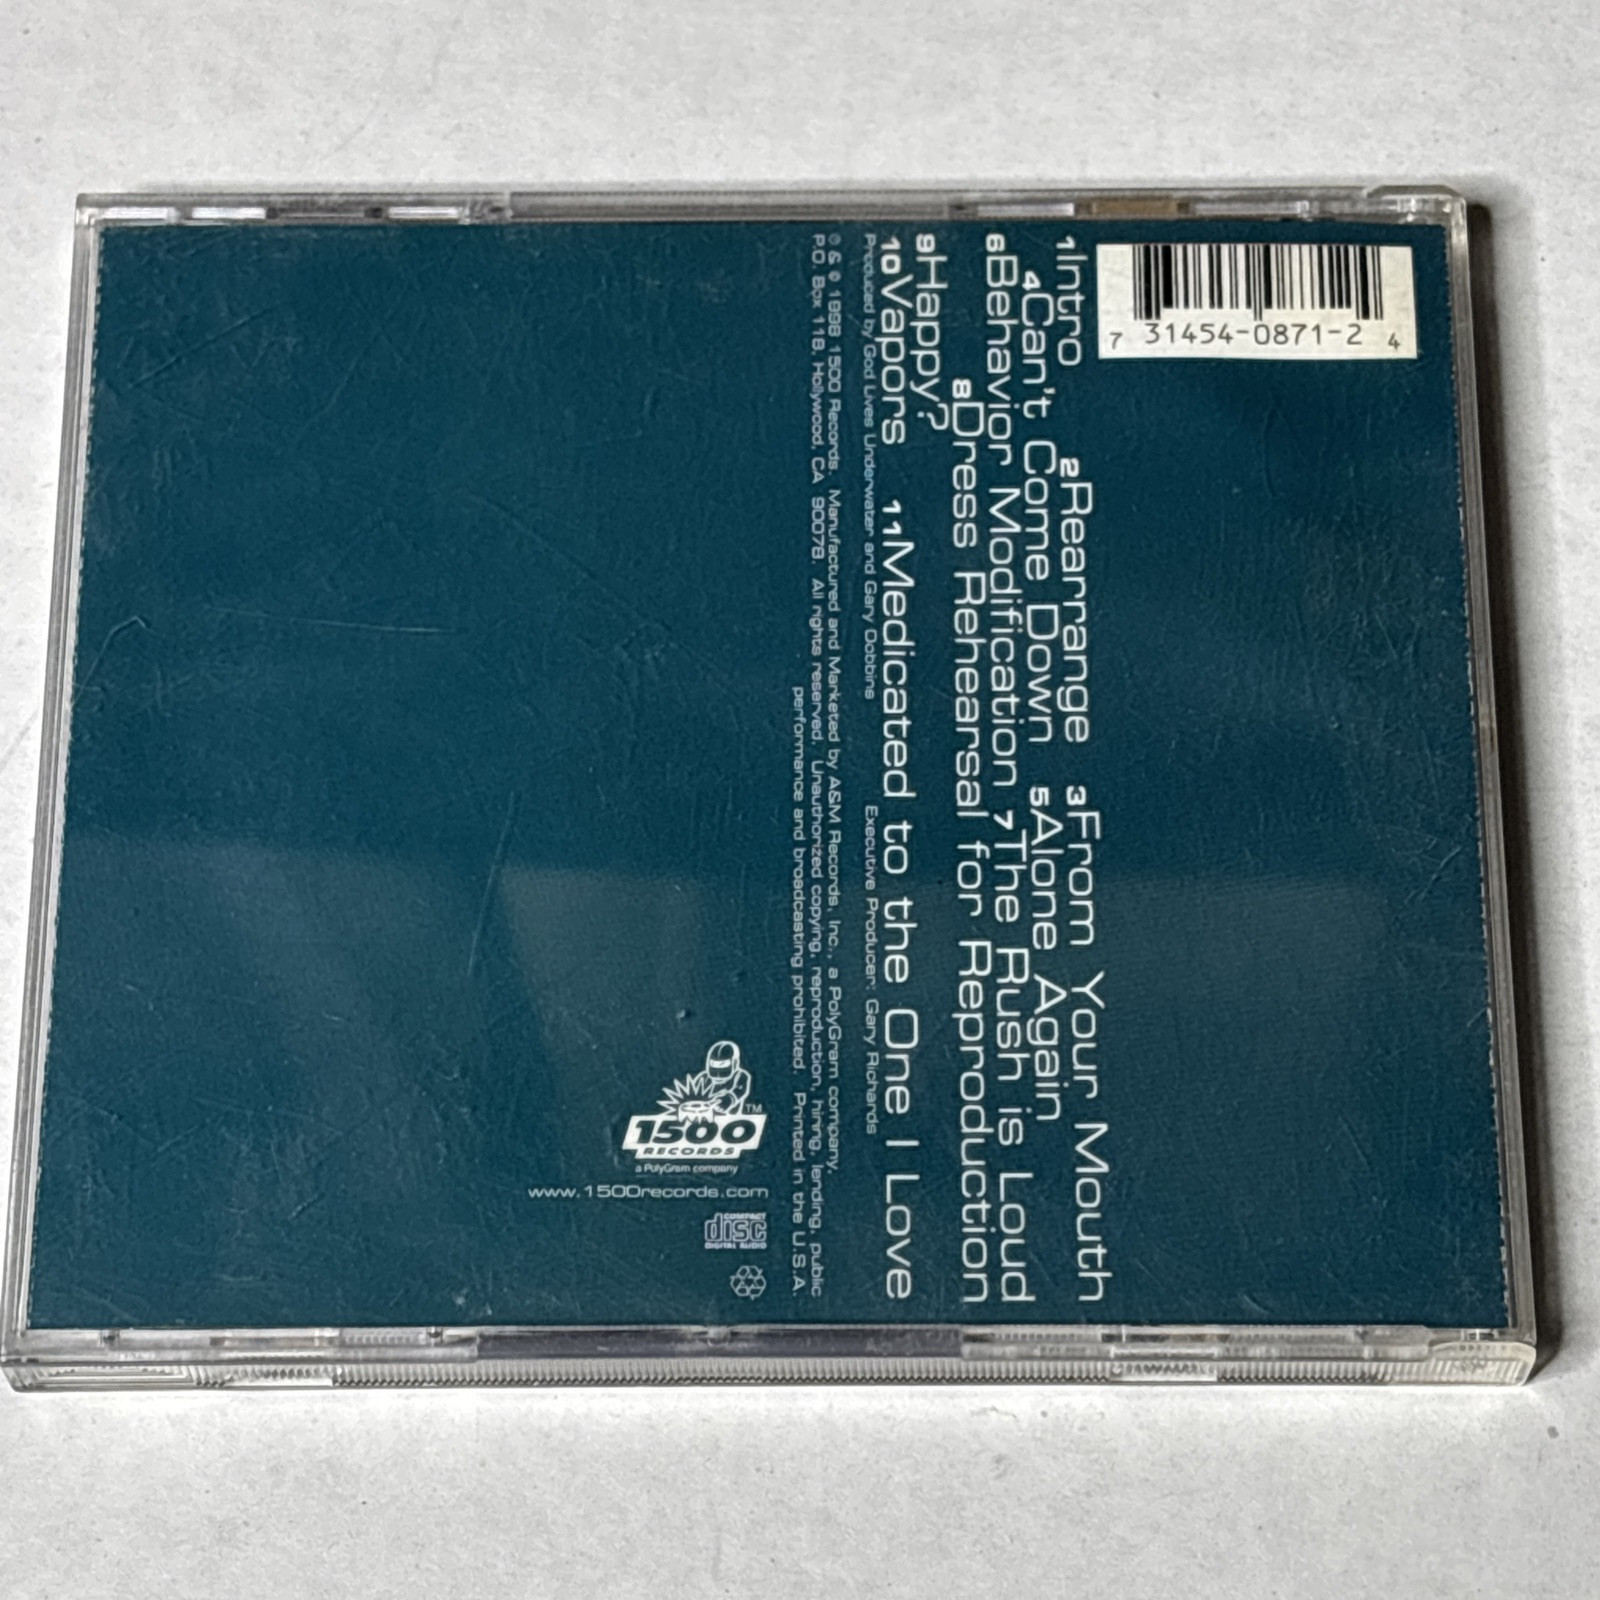 7 31454-0871-2 4
1Intro 2Rearrange 3From Your Mouth
4Can't Come Down 5Alone Again
6Behavior Modification 7The Rush is Loud
8Dress Rehearsal for Reproduction
9Happy?
10Vapors 11Medicated to the One I Love
Produced by God Lives Underwater and Gary Dobbins Executive Producer: Gary Richards
© & ℗ 1998 1500 Records. Manufactured and Marketed by A&M Records, Inc., a PolyGram company,
P.O. Box 118, Hollywood, CA 90078. All rights reserved. Unauthorized copying, reproduction, hiring, lending, public
performance and broadcasting prohibited. Printed in the U.S.A.
TM
1500
RECORDS
a PolyGram company
www.1500records.com
COMPACT
disc
DIGITAL AUDIO